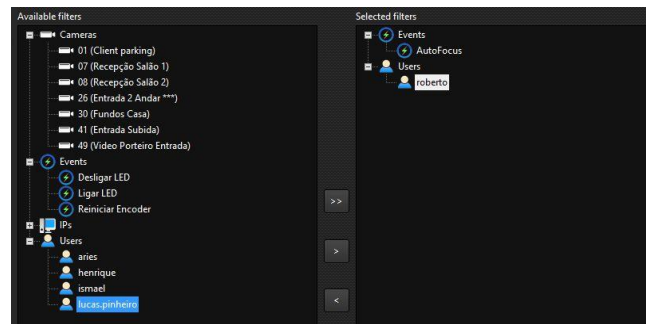 Available filters
Cameras
01 (Client parking)
07 (Recepção Salão 1)
08 (Recepção Salão 2)
26 (Entrada 2 Andar ***)
30 (Fundos Casa)
41 (Entrada Subida)
49 (Video Porteiro Entrada)
Events
Desligar LED
Ligar LED
Reiniciar Encoder
IPs
Users
aries
henrique
ismael
lucas.pinheiro
>>
>
<
Selected filters
Events
AutoFocus
Users
roberto